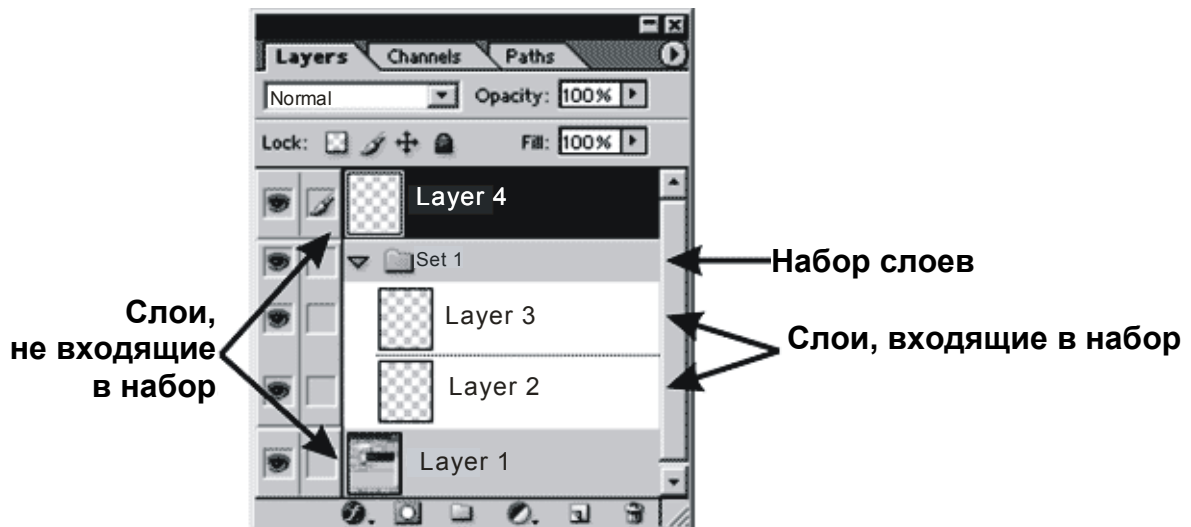 Layers Channels Paths
Normal Opacity: 100%
Lock: Fill: 100%
Layer 4
Set 1
Набор слоев
Layer 3
Слои,
не входящие
в набор
Слои, входящие в набор
Layer 2
Layer 1